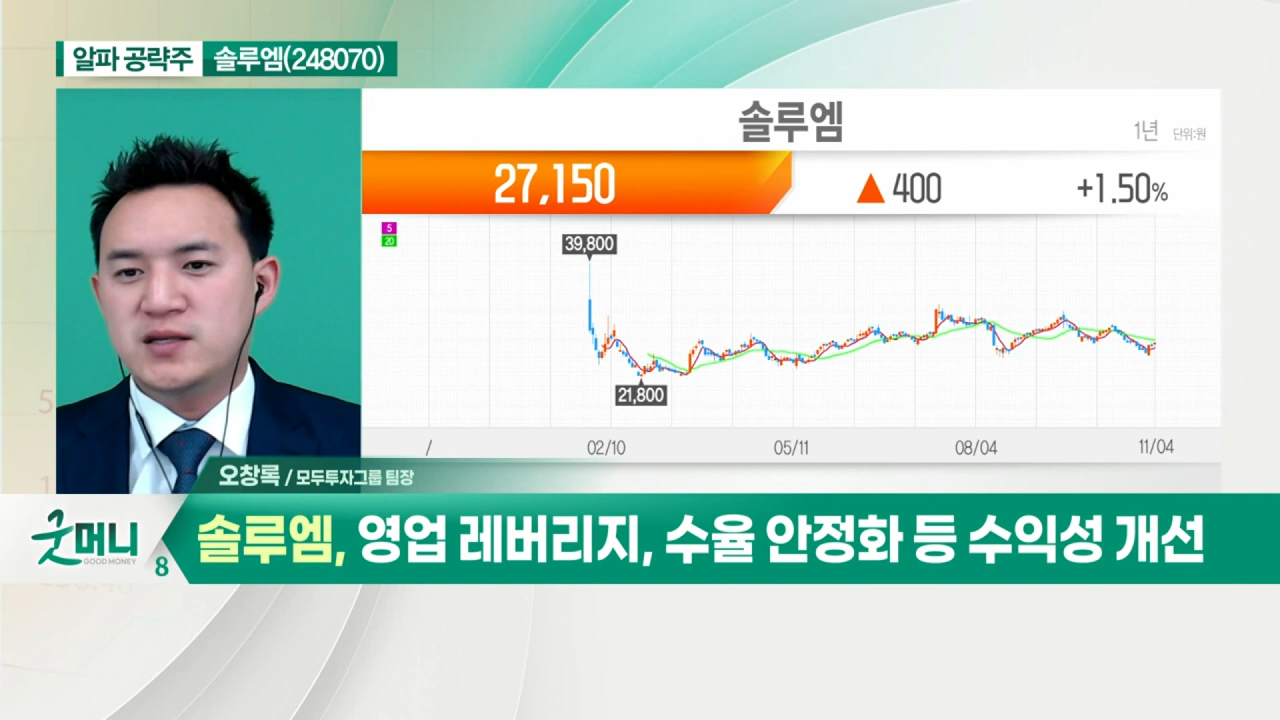 알파 공략주 솔루엠(248070)
솔루엠
1년 단위:원
27,150 ▲ 400 +1.50%
5
20
39,800
21,800
/ 02/10 05/11 08/04 11/04
오창록 / 모두투자그룹 팀장
굿머니
GOOD MONEY
8
솔루엠, 영업 레버리지, 수율 안정화 등 수익성 개선